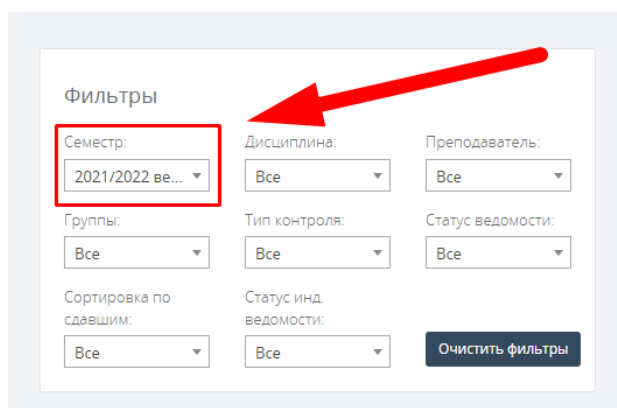 Фильтры
Семестр: Дисциплина: Преподаватель:
2021/2022 ве... Все Все
Группы: Тип контроля: Статус ведомости:
Все Все Все
Сортировка по Статус инд.
сдавшим: ведомости:
Все Все Очистить фильтры